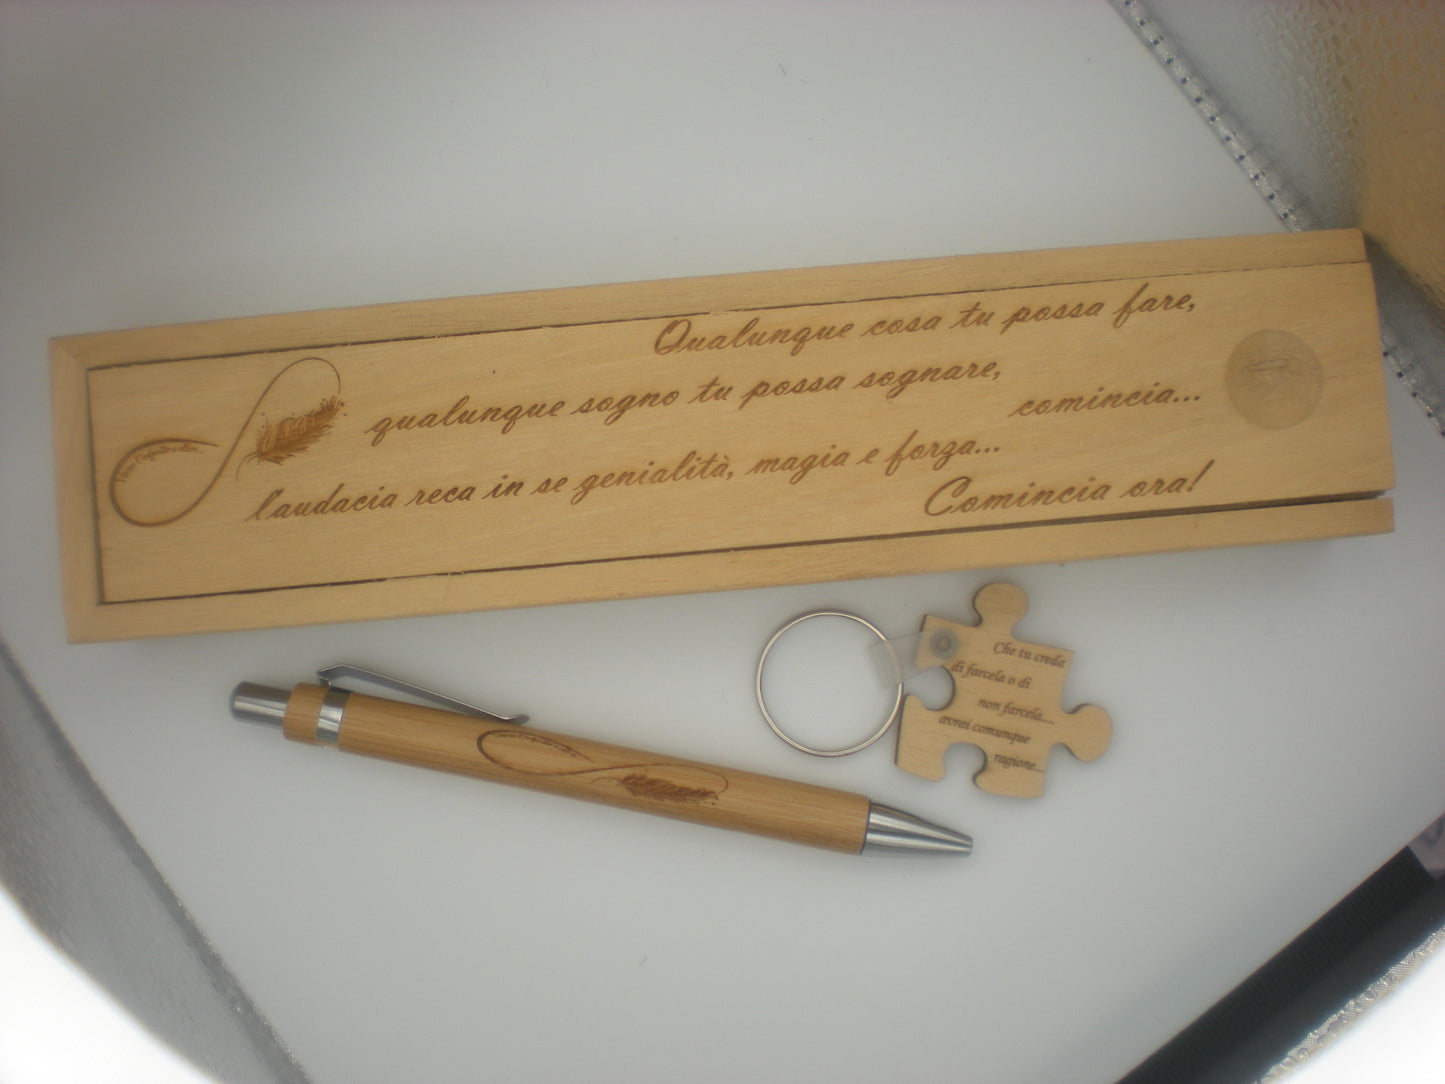 Qualunque cosa tu possa fare,
qualunque sogno tu possa sognare,
comincia...
l'audacia reca in se genialità, magia e forza...
Comincia ora!
Che tu creda
di farcela o di
non farcela....
avrai comunque
ragione...